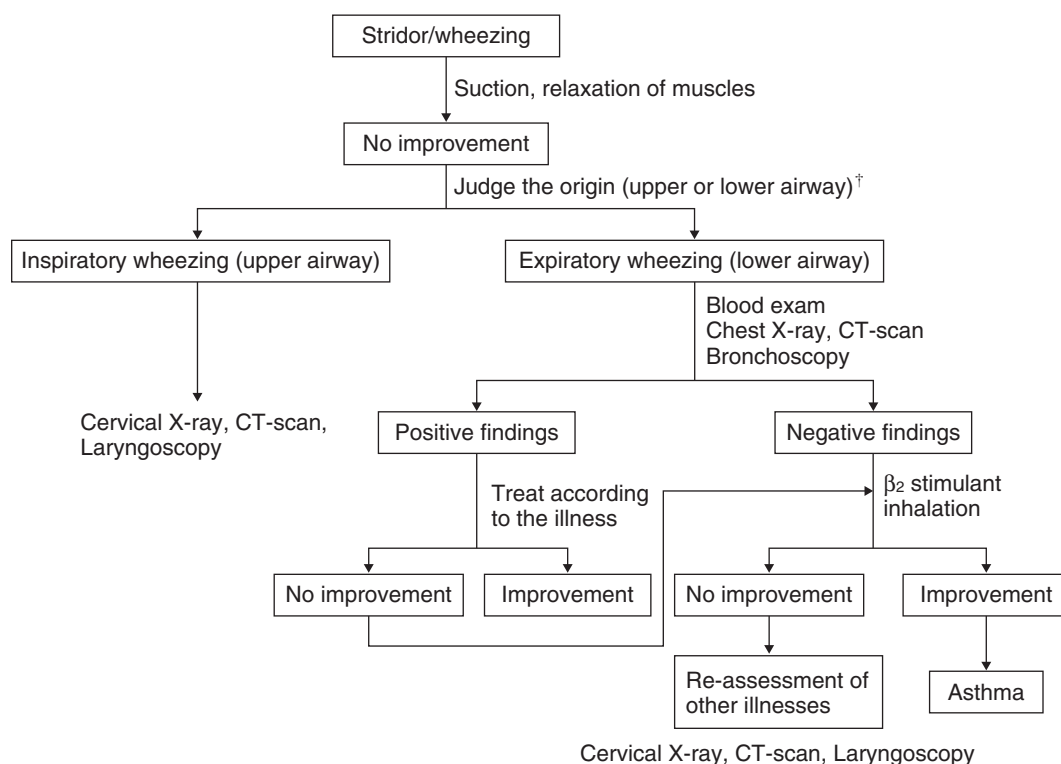 Stridor/wheezing
Suction, relaxation of muscles
No improvement
Judge the origin (upper or lower airway)†
Inspiratory wheezing (upper airway)
Expiratory wheezing (lower airway)
Blood exam
Chest X-ray, CT-scan
Bronchoscopy
Cervical X-ray, CT-scan,
Laryngoscopy
Positive findings
Negative findings
Treat according
to the illness
β2 stimulant
inhalation
No improvement
Improvement
No improvement
Improvement
Re-assessment of
other illnesses
Asthma
Cervical X-ray, CT-scan, Laryngoscopy